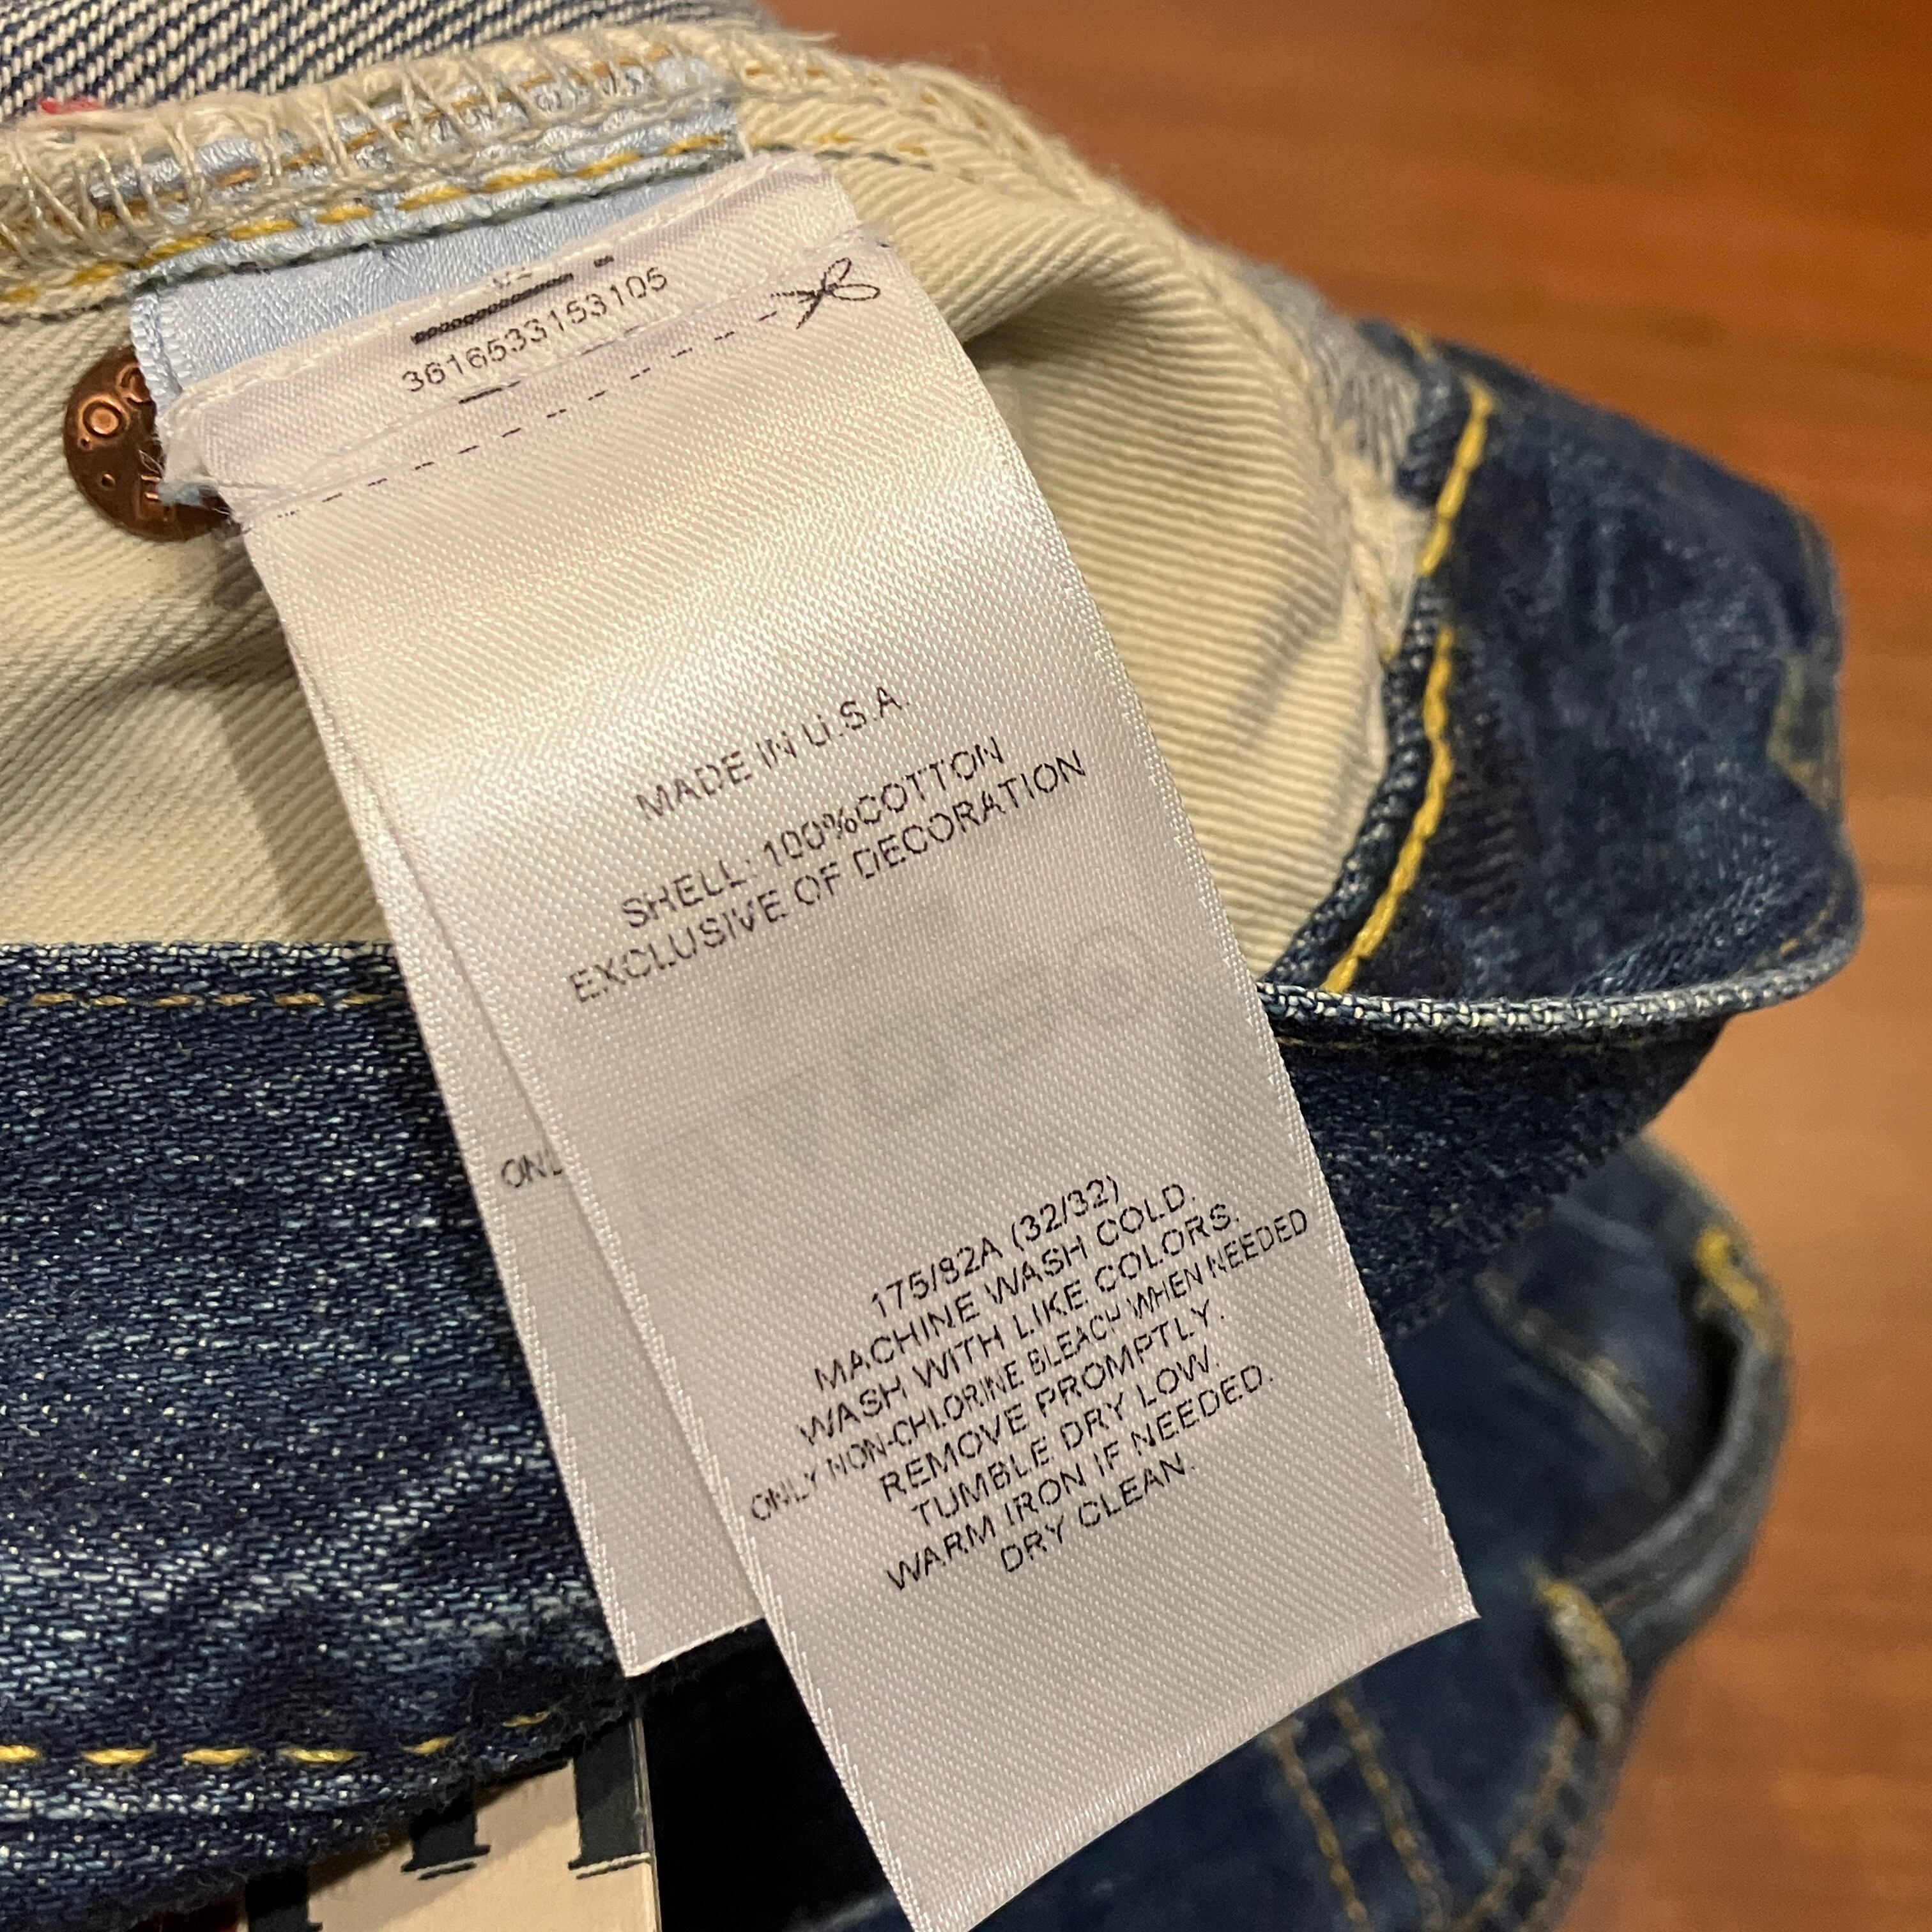 3616533153105
MADE IN U.S.A.
SHELL: 100%COTTON
EXCLUSIVE OF DECORATION
ONL
175/82A (32/32)
MACHINE WASH COLD.
WASH WITH LIKE COLORS.
ONLY NON-CHLORINE BLEACH WHEN NEEDED
REMOVE PROMPTLY.
TUMBLE DRY LOW.
WARM IRON IF NEEDED.
DRY CLEAN.